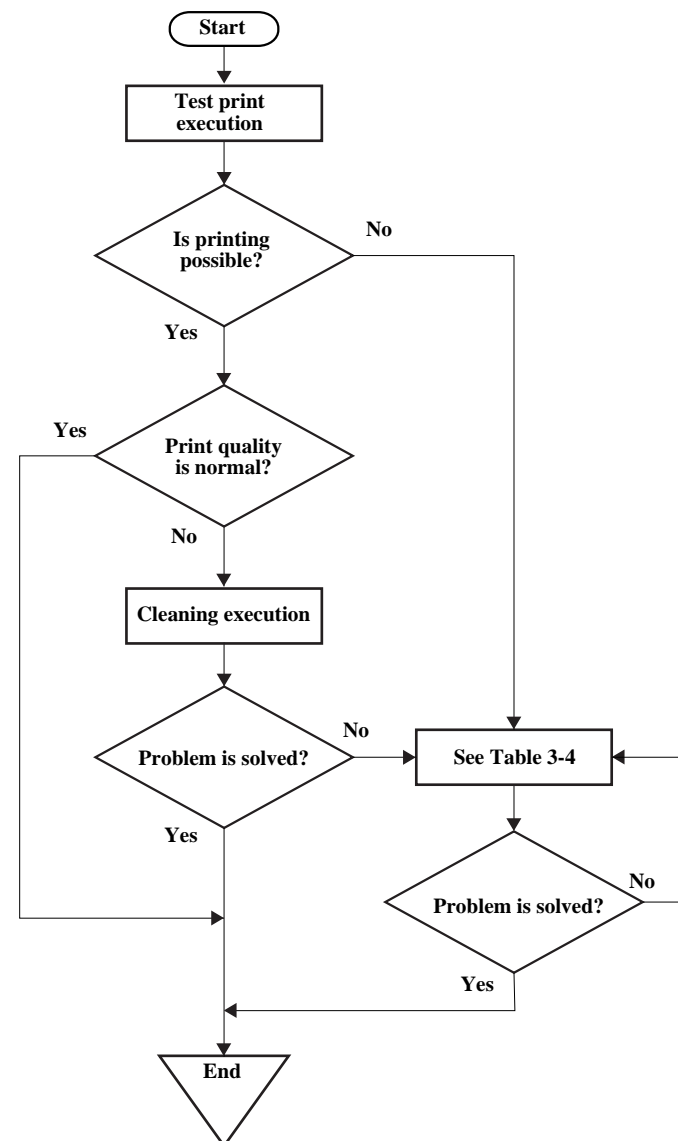 Start
Test print
execution
Is printing
possible?
No
Yes
Yes
Print quality
is normal?
No
Cleaning execution
Problem is solved?
No
See Table 3-4
Yes
Problem is solved?
No
Yes
End